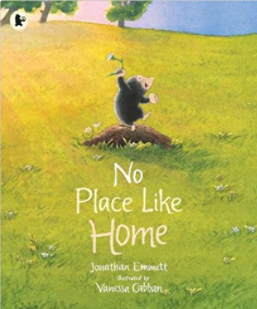 No
Place Like
Home
Jonathan Emmett
illustrated by
Vanessa Cabban